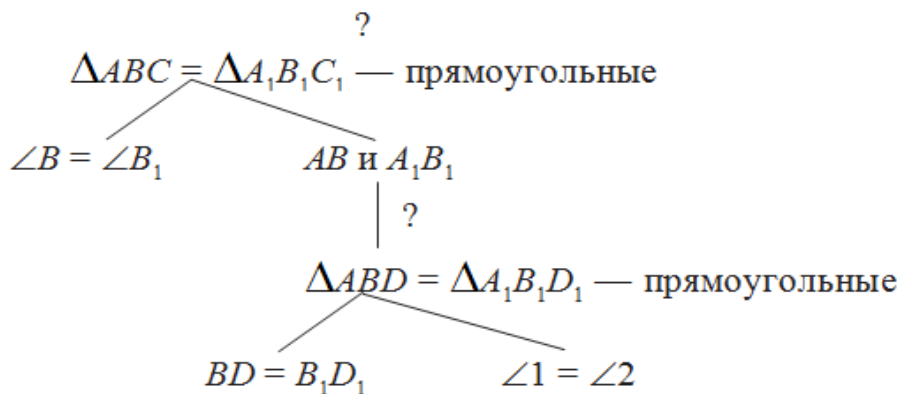 ?
ΔABC = ΔA₁B₁C₁ — прямоугольные
∠B = ∠B₁ AB и A₁B₁
?
ΔABD = ΔA₁B₁D₁ — прямоугольные
BD = B₁D₁ ∠1 = ∠2